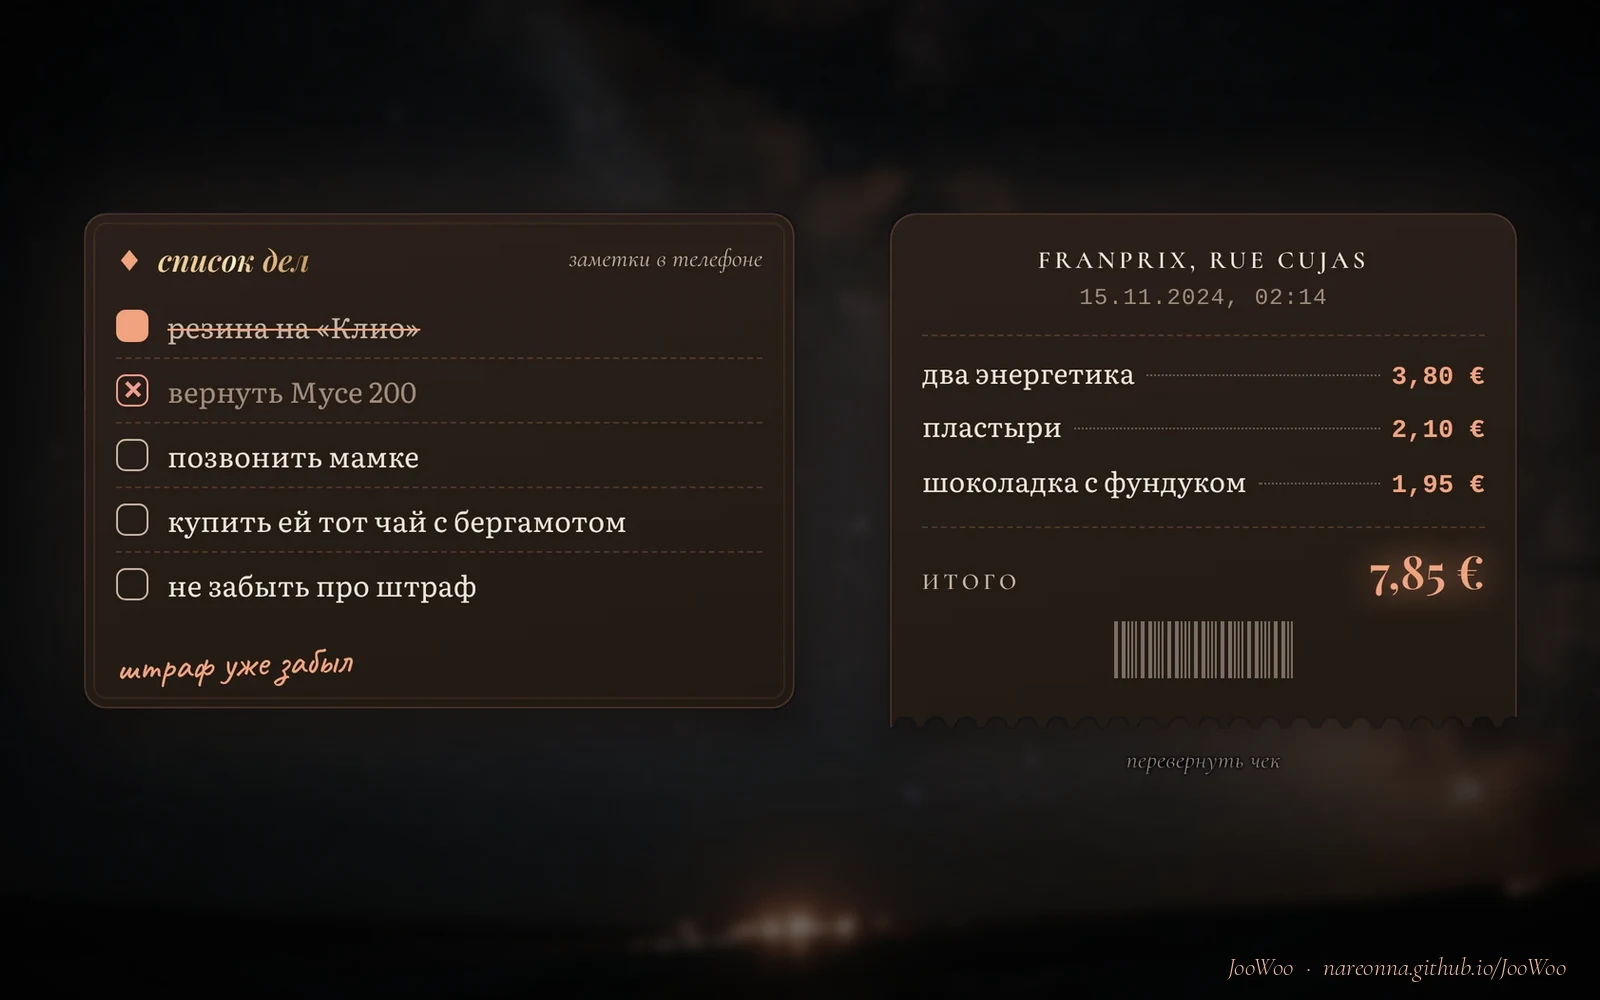 список дел
заметки в телефоне
резина на «Клио»
вернуть Мусе 200
позвонить мамке
купить ей тот чай с бергамотом
не забыть про штраф
штраф уже забыл
FRANPRIX, RUE CUJAS
15.11.2024, 02:14
два энергетика 3,80 €
пластыри 2,10 €
шоколадка с фундуком 1,95 €
ИТОГО 7,85 €
перевернуть чек
JooWoo · nareonna.github.io/JooWoo